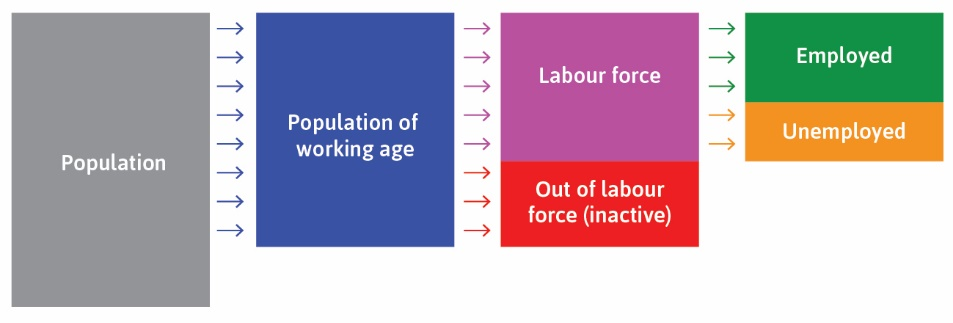 Population
Population of
working age
Labour force
Out of labour
force (inactive)
Employed
Unemployed